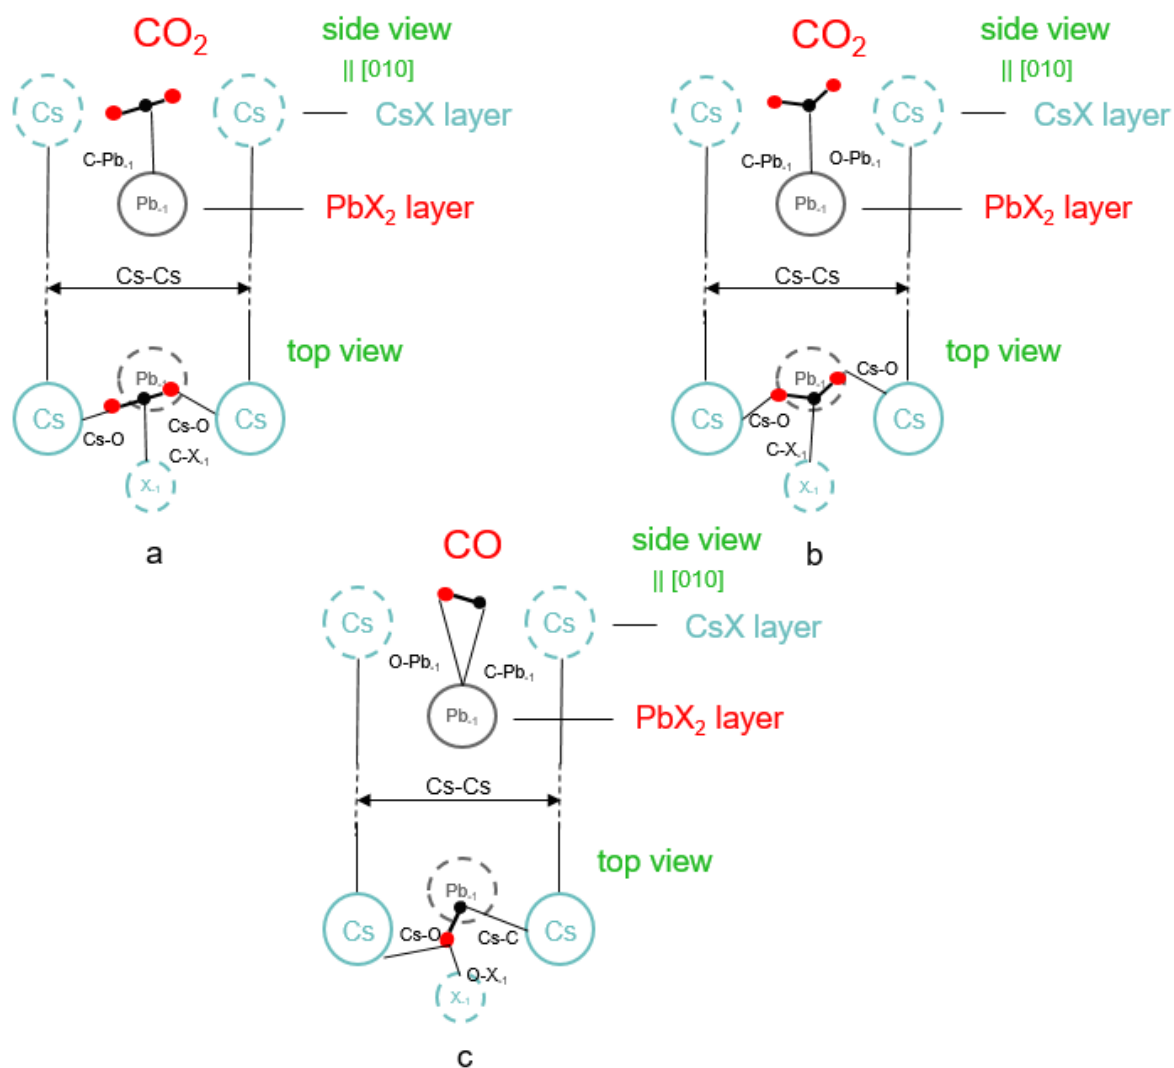 CO₂
side view
|| [010]
Cs
Cs
CsX layer
C-Pb₋₁
Pb₋₁
PbX₂ layer
Cs-Cs
top view
Pb₋₁
Cs
Cs
Cs-O
Cs-O
C-X₋₁
X₋₁
a
CO₂
side view
|| [010]
Cs
Cs
CsX layer
C-Pb₋₁
O-Pb₋₁
Pb₋₁
PbX₂ layer
Cs-Cs
top view
Pb₋₁
Cs-O
Cs
Cs
Cs-O
C-X₋₁
X₋₁
b
CO
side view
|| [010]
Cs
Cs
CsX layer
O-Pb₋₁
C-Pb₋₁
Pb₋₁
PbX₂ layer
Cs-Cs
top view
Pb₋₁
Cs
Cs-O
Cs-C
Cs
O-X₋₁
X₋₁
c